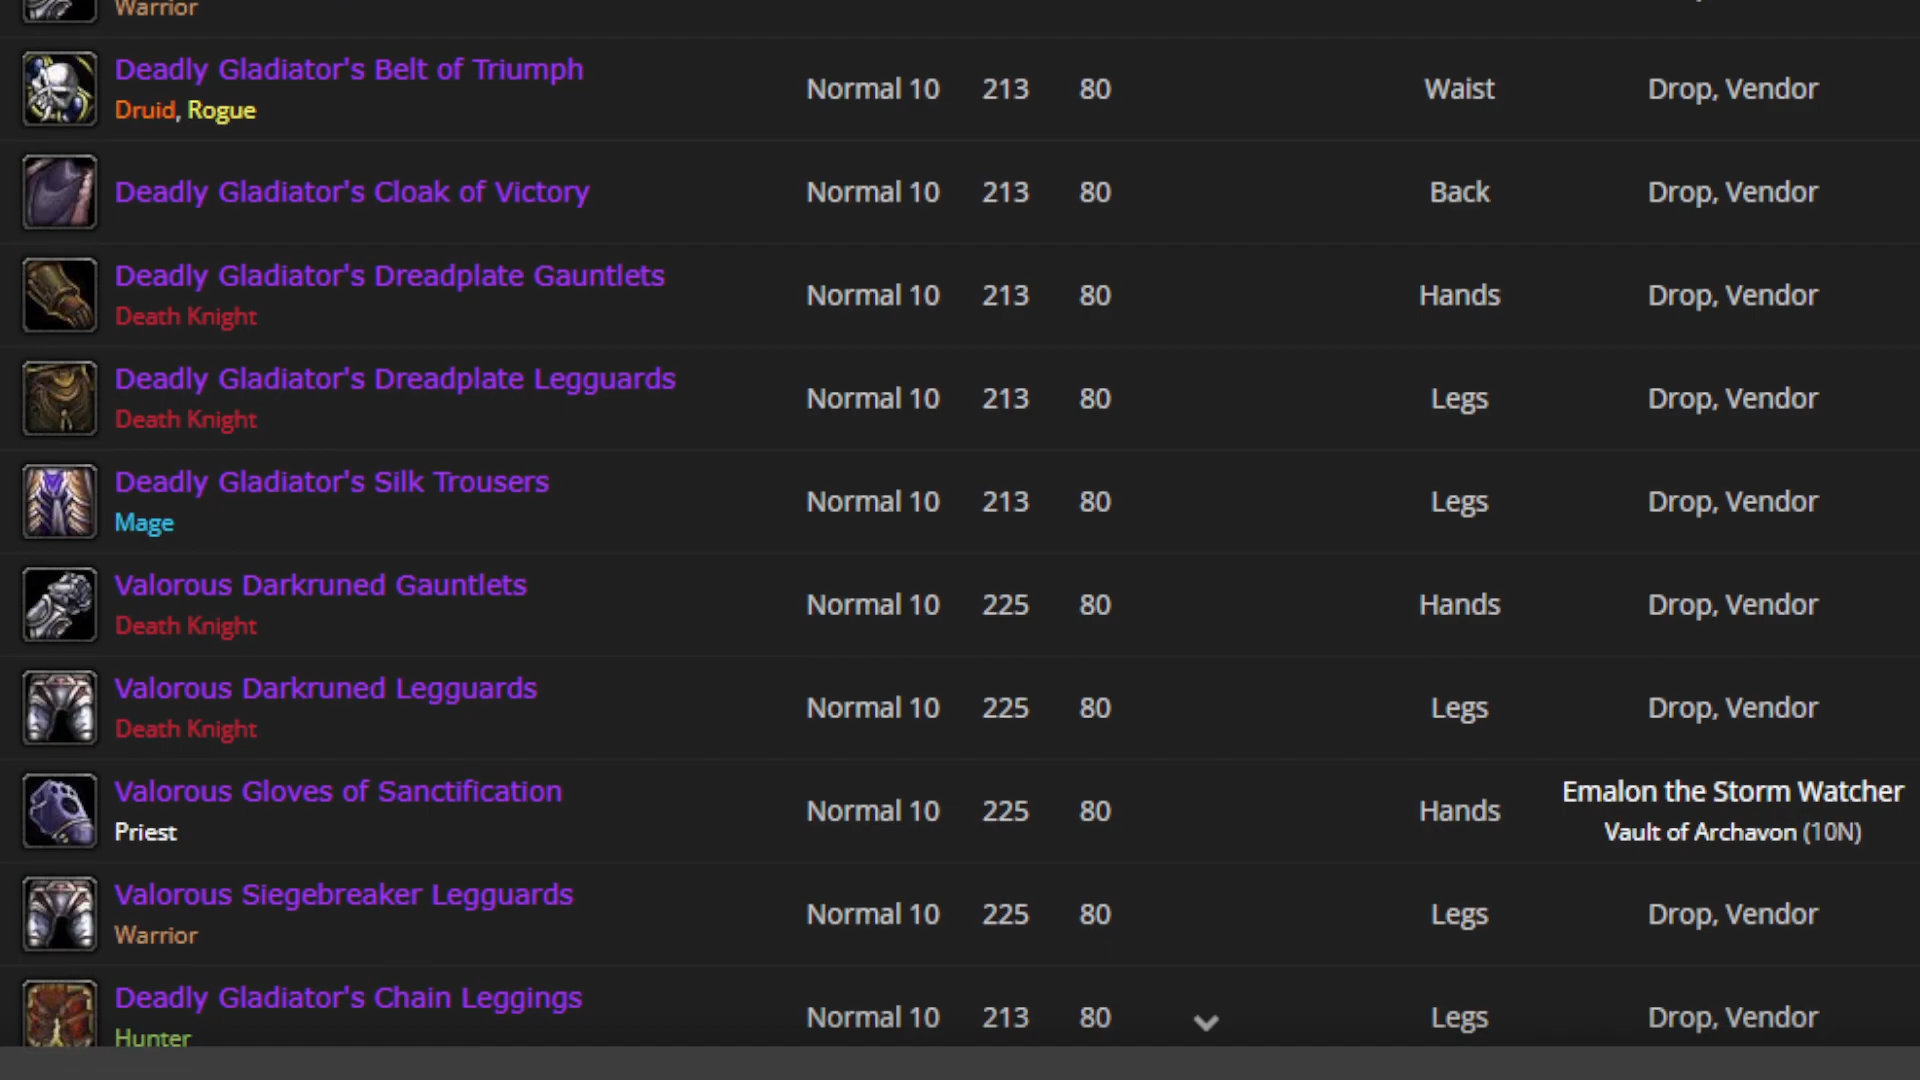 Warrior
Deadly Gladiator's Belt of Triumph
Druid, Rogue
Normal 10 213 80 Waist Drop, Vendor
Deadly Gladiator's Cloak of Victory Normal 10 213 80 Back Drop, Vendor
Deadly Gladiator's Dreadplate Gauntlets
Death Knight
Normal 10 213 80 Hands Drop, Vendor
Deadly Gladiator's Dreadplate Legguards
Death Knight
Normal 10 213 80 Legs Drop, Vendor
Deadly Gladiator's Silk Trousers
Mage
Normal 10 213 80 Legs Drop, Vendor
Valorous Darkruned Gauntlets
Death Knight
Normal 10 225 80 Hands Drop, Vendor
Valorous Darkruned Legguards
Death Knight
Normal 10 225 80 Legs Drop, Vendor
Valorous Gloves of Sanctification
Priest
Normal 10 225 80 Hands
Emalon the Storm Watcher
Vault of Archavon (10N)
Valorous Siegebreaker Legguards
Warrior
Normal 10 225 80 Legs Drop, Vendor
Deadly Gladiator's Chain Leggings
Hunter
Normal 10 213 80 Legs Drop, Vendor